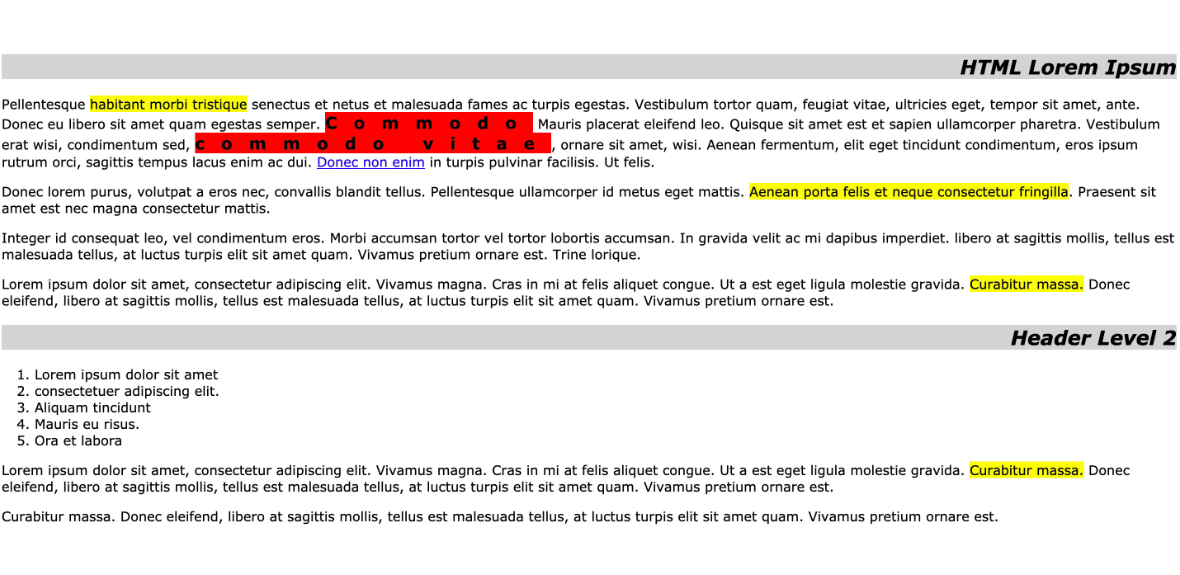 HTML Lorem Ipsum
Pellentesque habitant morbi tristique senectus et netus et malesuada fames ac turpis egestas. Vestibulum tortor quam, feugiat vitae, ultricies eget, tempor sit amet, ante.
Donec eu libero sit amet quam egestas semper. Commodo Mauris placerat eleifend leo. Quisque sit amet est et sapien ullamcorper pharetra. Vestibulum
erat wisi, condimentum sed, commodo vitae, ornare sit amet, wisi. Aenean fermentum, elit eget tincidunt condimentum, eros ipsum
rutrum orci, sagittis tempus lacus enim ac dui. Donec non enim in turpis pulvinar facilisis. Ut felis.
Donec lorem purus, volutpat a eros nec, convallis blandit tellus. Pellentesque ullamcorper id metus eget mattis. Aenean porta felis et neque consectetur fringilla. Praesent sit
amet est nec magna consectetur mattis.
Integer id consequat leo, vel condimentum eros. Morbi accumsan tortor vel tortor lobortis accumsan. In gravida velit ac mi dapibus imperdiet. libero at sagittis mollis, tellus est
malesuada tellus, at luctus turpis elit sit amet quam. Vivamus pretium ornare est. Trine lorique.
Lorem ipsum dolor sit amet, consectetur adipiscing elit. Vivamus magna. Cras in mi at felis aliquet congue. Ut a est eget ligula molestie gravida. Curabitur massa. Donec
eleifend, libero at sagittis mollis, tellus est malesuada tellus, at luctus turpis elit sit amet quam. Vivamus pretium ornare est.
Header Level 2
1. Lorem ipsum dolor sit amet
2. consectetuer adipiscing elit.
3. Aliquam tincidunt
4. Mauris eu risus.
5. Ora et labora
Lorem ipsum dolor sit amet, consectetur adipiscing elit. Vivamus magna. Cras in mi at felis aliquet congue. Ut a est eget ligula molestie gravida. Curabitur massa. Donec
eleifend, libero at sagittis mollis, tellus est malesuada tellus, at luctus turpis elit sit amet quam. Vivamus pretium ornare est.
Curabitur massa. Donec eleifend, libero at sagittis mollis, tellus est malesuada tellus, at luctus turpis elit sit amet quam. Vivamus pretium ornare est.